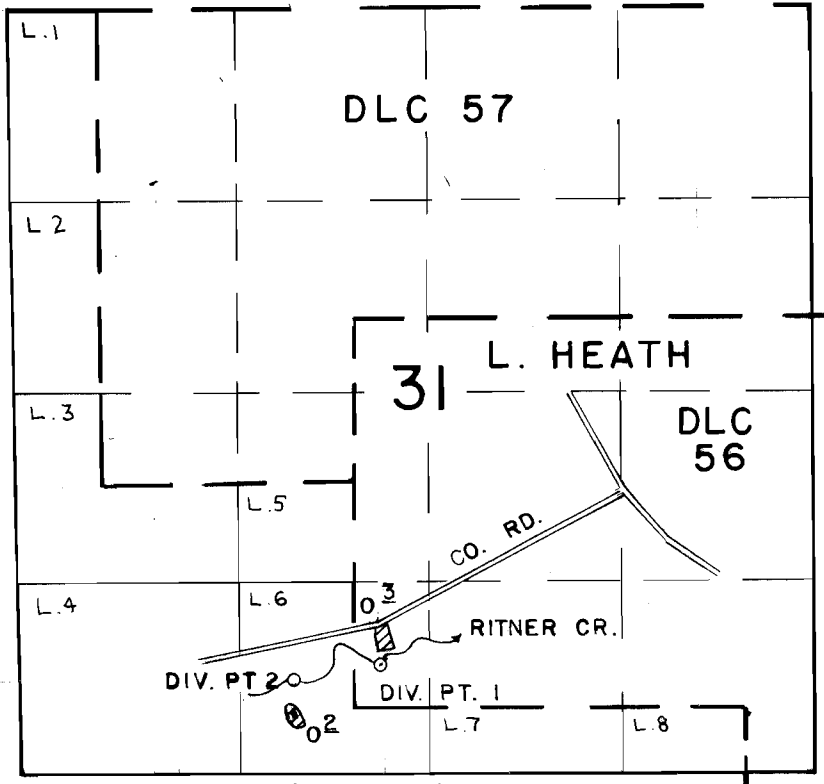 L.1
DLC 57
L 2
L. HEATH
31
L.3
DLC
56
L.5
CO. RD.
L.4
L.6
O 3
RITNER CR.
DIV. PT 2
DIV. PT. 1
O 2
L.7
L.8